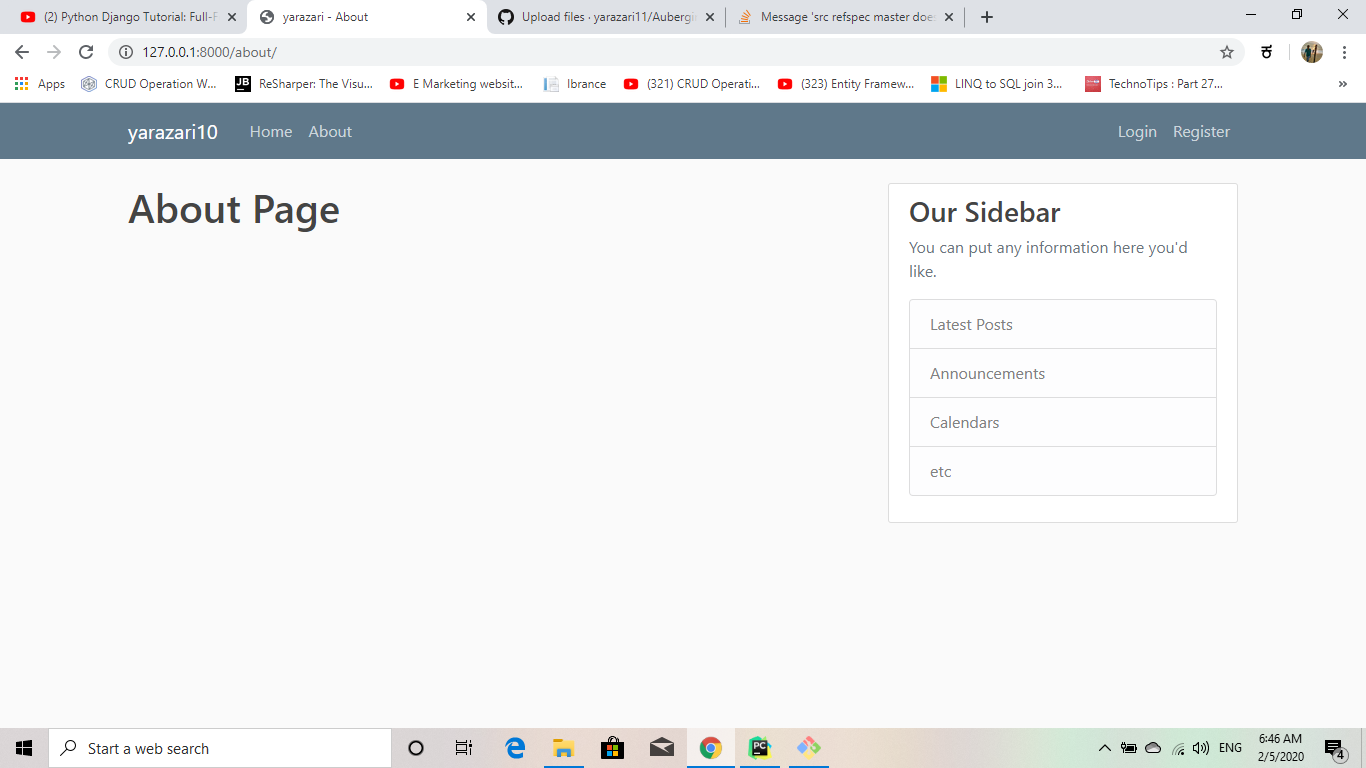 (2) Python Django Tutorial: Full-F
yarazari - About
Upload files · yarazari11/Aubergi
Message 'src refspec master doe
127.0.0.1:8000/about/
Apps
CRUD Operation W...
ReSharper: The Visu...
E Marketing websit...
Ibrance
(321) CRUD Operati...
(323) Entity Framew...
LINQ to SQL join 3...
TechnoTips : Part 27...
»
yarazari10 Home About Login Register
About Page
Our Sidebar
You can put any information here you'd
like.
Latest Posts
Announcements
Calendars
etc
Start a web search
ENG
6:46 AM
2/5/2020
4